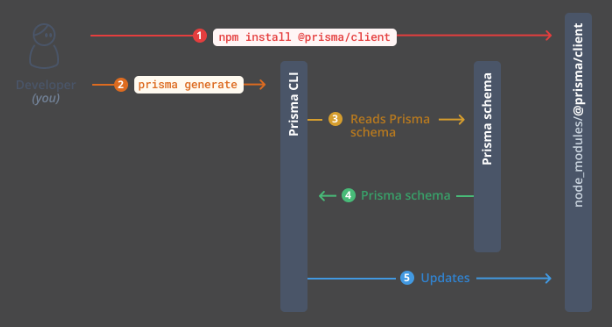 1 npm install @prisma/client
Developer
(you)
2 prisma generate
Prisma CLI
3 Reads Prisma
schema
Prisma schema
4 Prisma schema
5 Updates
node_modules/@prisma/client